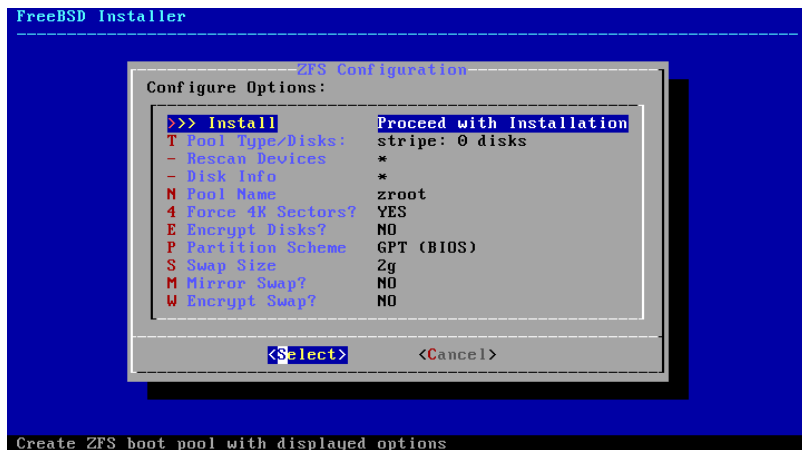 FreeBSD Installer
ZFS Configuration
Configure Options:
>>> Install Proceed with Installation
T Pool Type/Disks: stripe: 0 disks
- Rescan Devices *
- Disk Info *
N Pool Name zroot
4 Force 4K Sectors? YES
E Encrypt Disks? NO
P Partition Scheme GPT (BIOS)
S Swap Size 2g
M Mirror Swap? NO
W Encrypt Swap? NO
<Select> <Cancel>
Create ZFS boot pool with displayed options